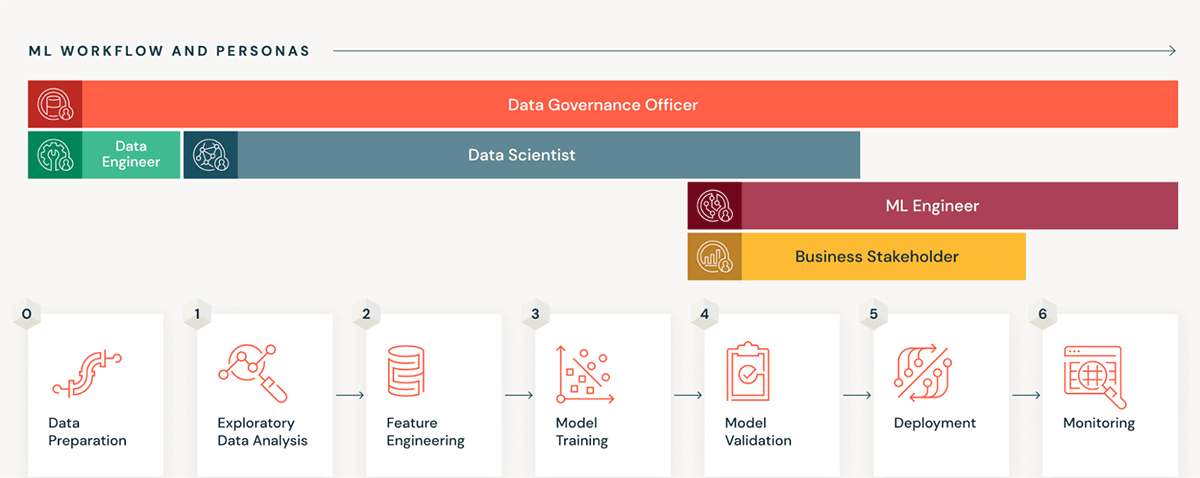 ML WORKFLOW AND PERSONAS
Data Governance Officer
Data
Engineer
Data Scientist
ML Engineer
Business Stakeholder
0
Data
Preparation
1
Exploratory
Data Analysis
2
Feature
Engineering
3
Model
Training
4
Model
Validation
5
Deployment
6
Monitoring